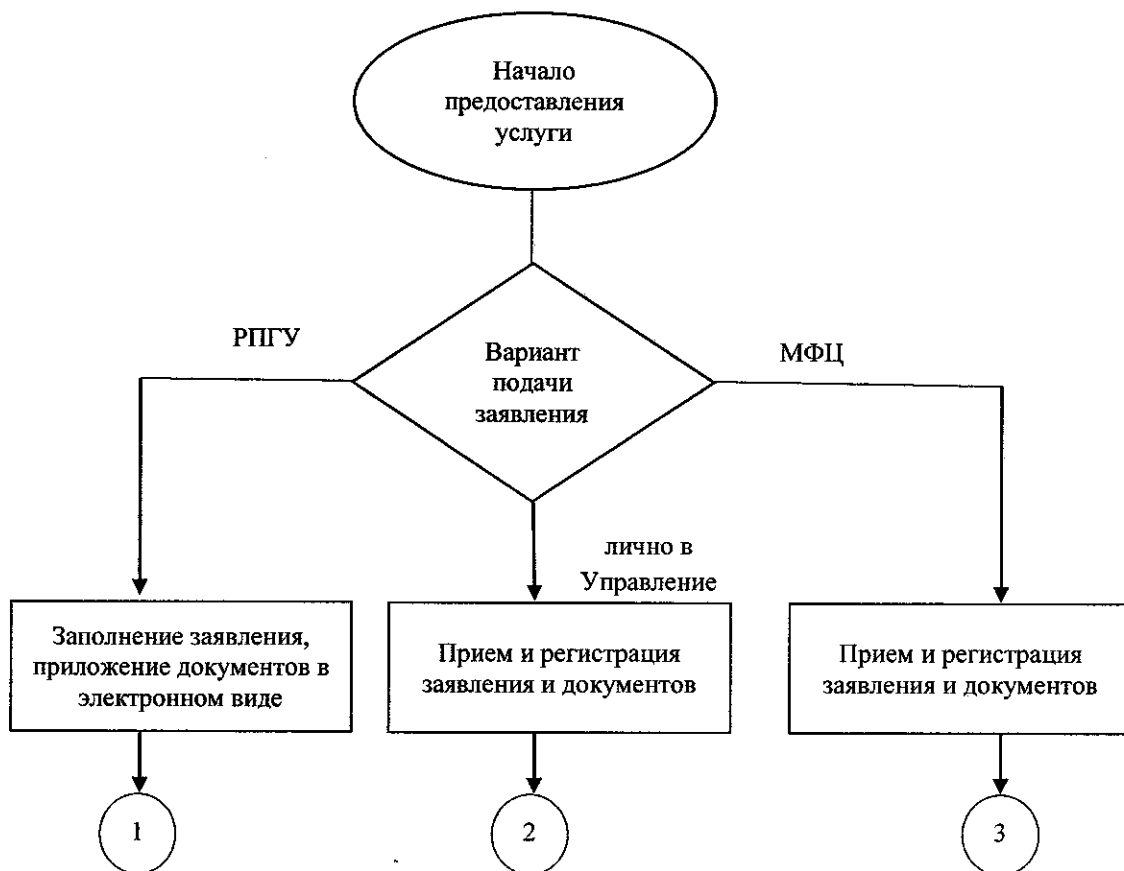 Начало
предоставления
услуги
РПГУ
Вариант
подачи
заявления
МФЦ
лично в
Управление
Заполнение заявления,
приложение документов в
электронном виде
Прием и регистрация
заявления и документов
Прием и регистрация
заявления и документов
1
2
3